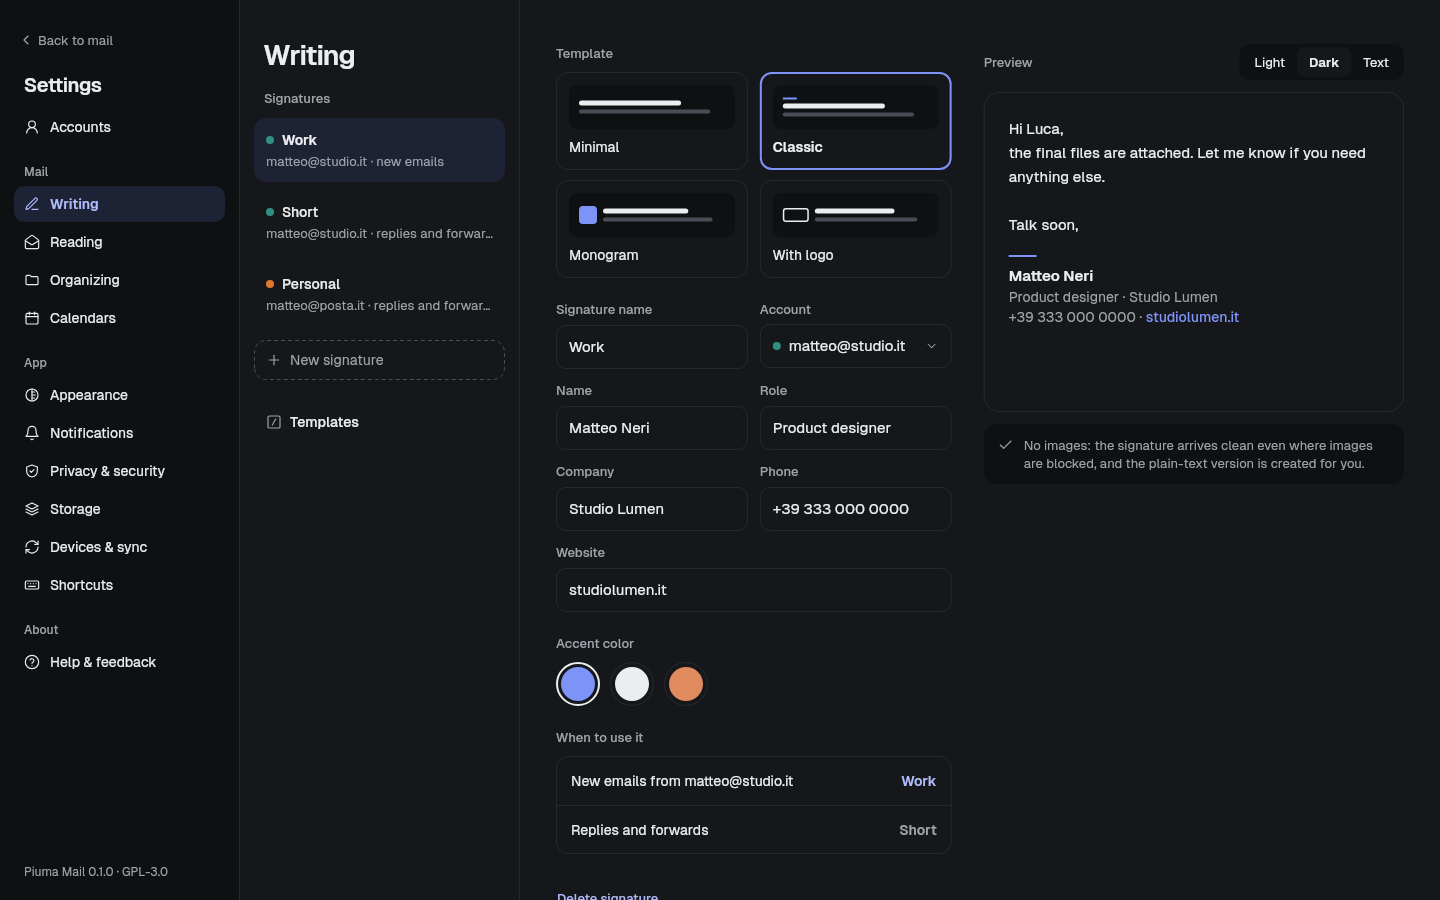 Back to mail
Settings
Accounts
Mail
Writing
Reading
Organizing
Calendars
App
Appearance
Notifications
Privacy & security
Storage
Devices & sync
Shortcuts
About
Help & feedback
Piuma Mail 0.1.0 · GPL-3.0
Writing
Signatures
Work
matteo@studio.it · new emails
Short
matteo@studio.it · replies and forwar…
Personal
matteo@posta.it · replies and forwar…
New signature
Templates
Template
Minimal
Classic
Monogram
With logo
Signature name
Account
Work
matteo@studio.it
Name
Role
Matteo Neri
Product designer
Company
Phone
Studio Lumen
+39 333 000 0000
Website
studiolumen.it
Accent color
When to use it
New emails from matteo@studio.it
Work
Replies and forwards
Short
Delete signature
Preview
Light
Dark
Text
Hi Luca,
the final files are attached. Let me know if you need
anything else.
Talk soon,
Matteo Neri
Product designer · Studio Lumen
+39 333 000 0000 · studiolumen.it
No images: the signature arrives clean even where images
are blocked, and the plain-text version is created for you.